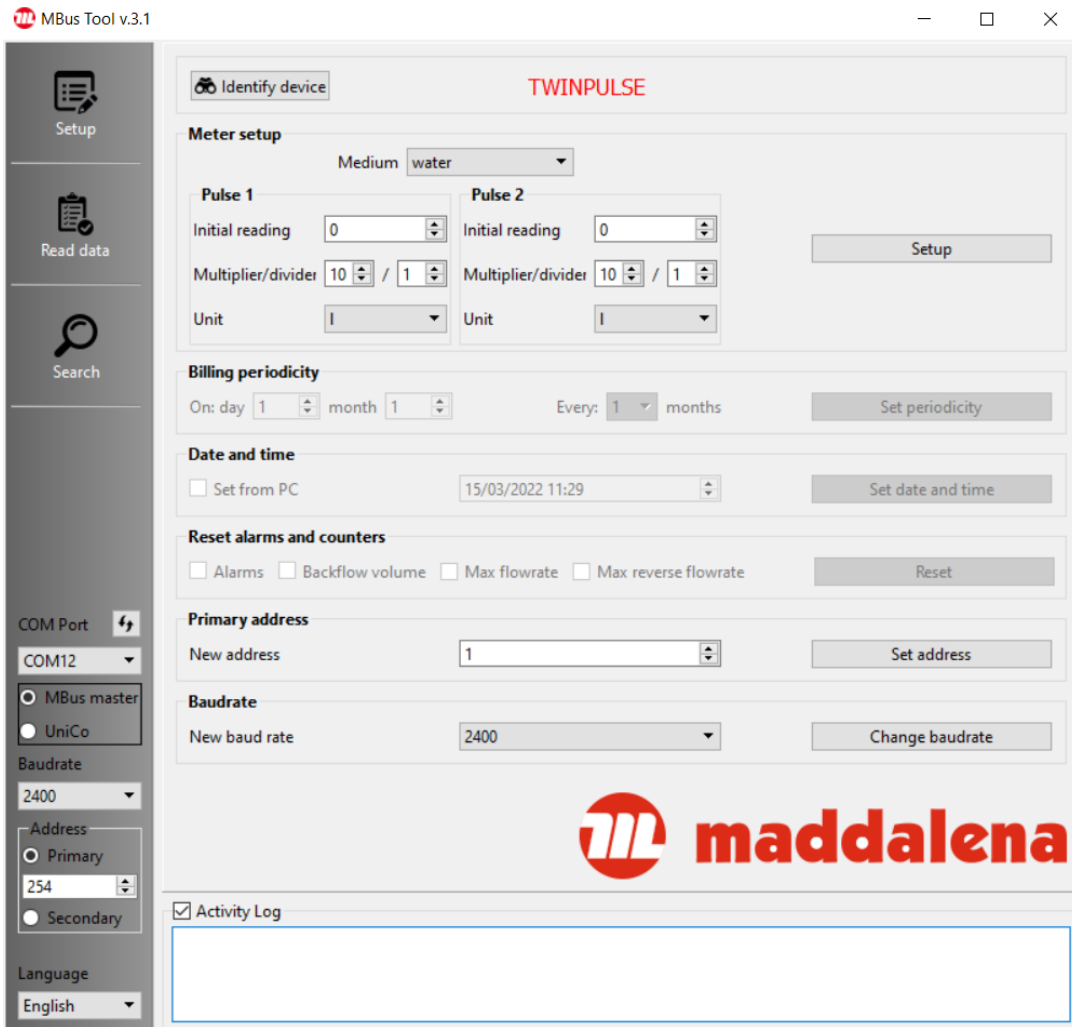 MBus Tool v.3.1
Setup
Read data
Search
COM Port
COM12
MBus master
UniCo
Baudrate
2400
Address
Primary
254
Secondary
Language
English
Identify device
TWINPULSE
Meter setup
Medium water
Pulse 1
Initial reading 0
Multiplier/divider 10 / 1
Unit l
Pulse 2
Initial reading 0
Multiplier/divider 10 / 1
Unit l
Setup
Billing periodicity
On: day 1 month 1 Every: 1 months Set periodicity
Date and time
Set from PC 15/03/2022 11:29 Set date and time
Reset alarms and counters
Alarms Backflow volume Max flowrate Max reverse flowrate Reset
Primary address
New address 1 Set address
Baudrate
New baud rate 2400 Change baudrate
maddalena
Activity Log